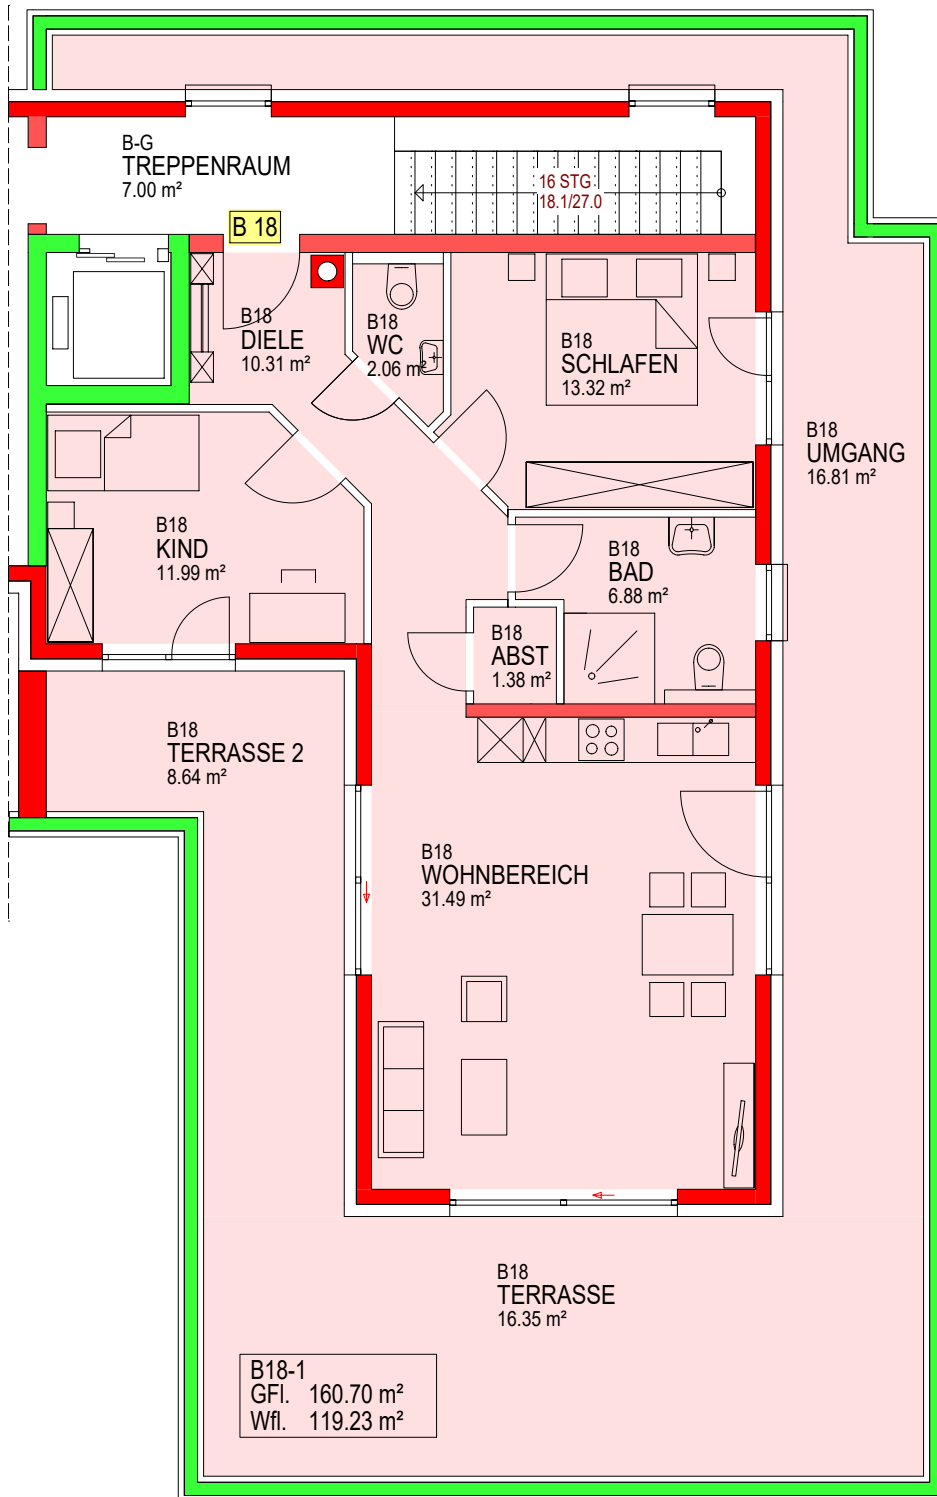 B-G
TREPPENRAUM
7.00 m²
16 STG
18.1/27.0
B 18
B18
DIELE
10.31 m²
B18
WC
2.06 m²
B18
SCHLAFEN
13.32 m²
B18
UMGANG
16.81 m²
B18
KIND
11.99 m²
B18
BAD
6.88 m²
B18
ABST
1.38 m²
B18
TERRASSE 2
8.64 m²
B18
WOHNBEREICH
31.49 m²
B18
TERRASSE
16.35 m²
B18-1
GFl. 160.70 m²
Wfl. 119.23 m²